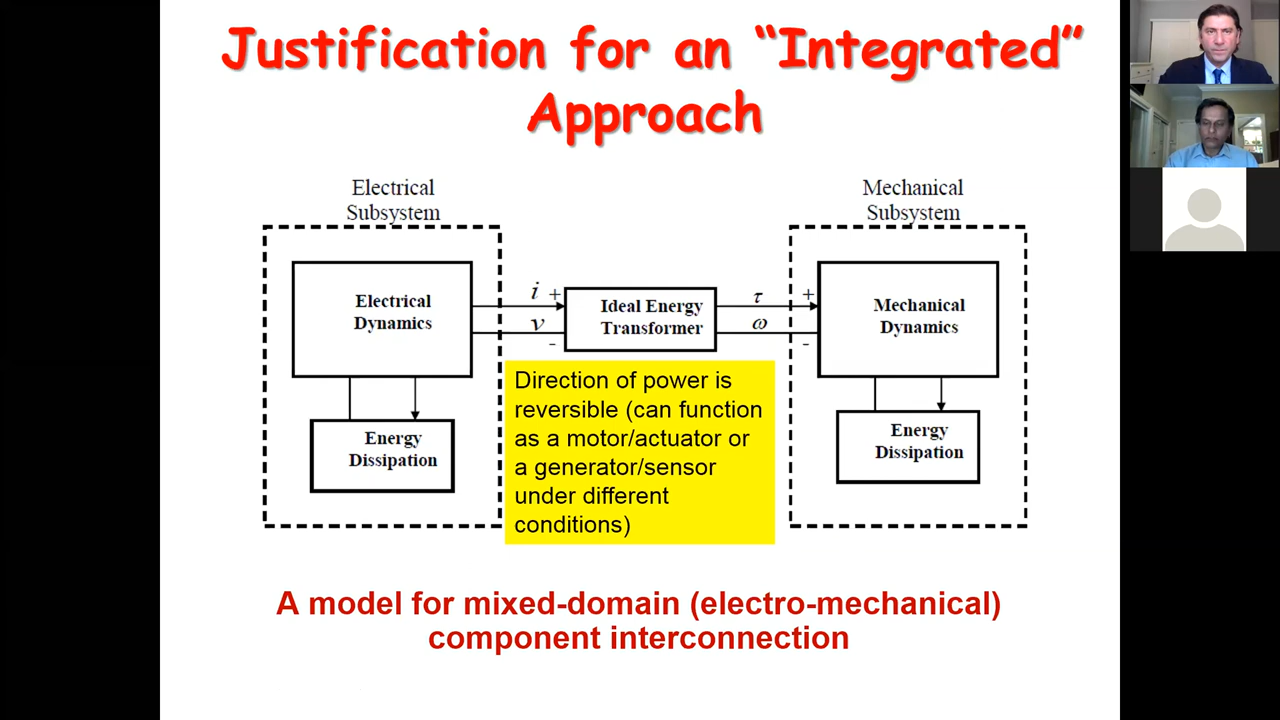 Justification for an “Integrated”
Approach
Electrical
Subsystem
Mechanical
Subsystem
Electrical
Dynamics
i +
v
-
Ideal Energy
Transformer
τ +
ω
-
Mechanical
Dynamics
Energy
Dissipation
Direction of power is
reversible (can function
as a motor/actuator or
a generator/sensor
under different
conditions)
Energy
Dissipation
A model for mixed-domain (electro-mechanical)
component interconnection